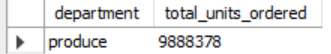 department total_units_ordered
produce 9888378